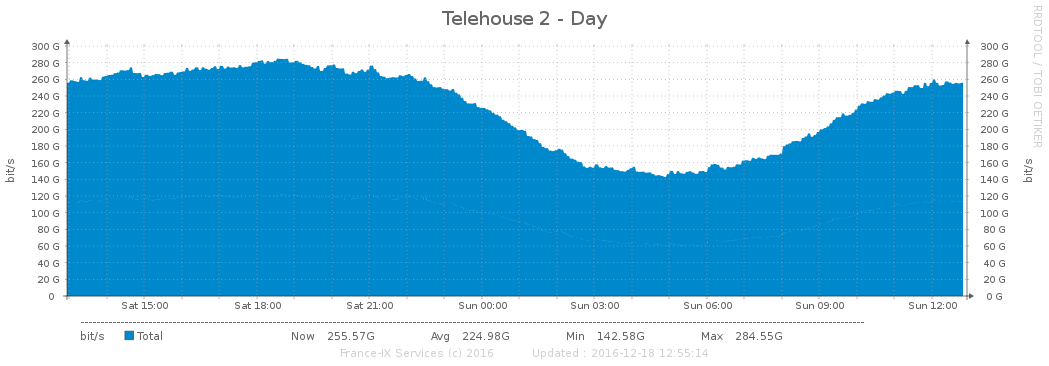 Telehouse 2 - Day
RRDTOOL / TOBI OETIKER
300 G 300 G
280 G 280 G
260 G 260 G
240 G 240 G
220 G 220 G
200 G 200 G
180 G 180 G
160 G 160 G
140 G 140 G
120 G 120 G
100 G 100 G
80 G 80 G
60 G 60 G
40 G 40 G
20 G 20 G
0 0 G
bit/s bit/s
Sat 15:00 Sat 18:00 Sat 21:00 Sun 00:00 Sun 03:00 Sun 06:00 Sun 09:00 Sun 12:00
bit/s Total Now 255.57G Avg 224.98G Min 142.58G Max 284.55G
France-IX Services (c) 2016 Updated : 2016-12-18 12:55:14